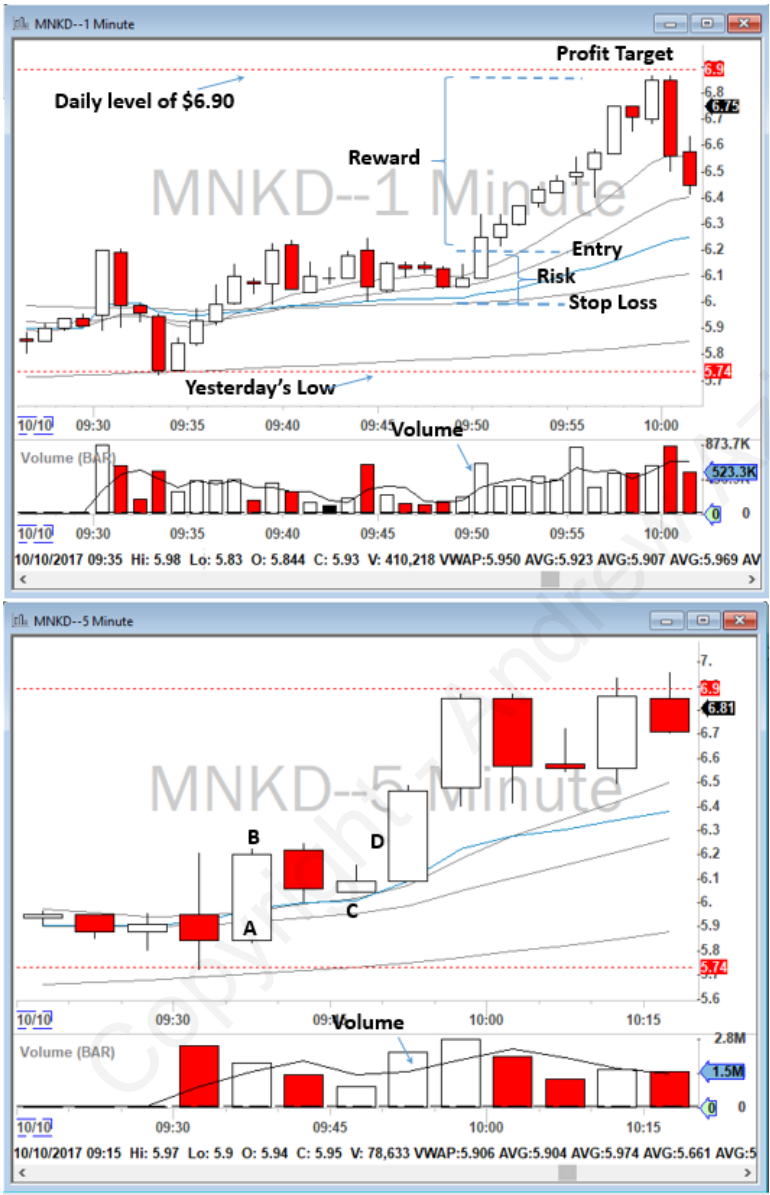 MNKD--1 Minute
Profit Target
Daily level of $6.90
6.9
6.8
6.75
6.7
Reward
6.6
6.5
MNKD--1 Minute
6.4
6.3
Entry
6.2
Risk
6.1
Stop Loss
6.
5.9
5.8
5.74
Yesterday's Low
10/10 09:30 09:35 09:40 09:45 09:50 09:55 10:00
Volume
Volume (BAR)
873.7K
523.3K
0 0
10/10 09:30 09:35 09:40 09:45 09:50 09:55 10:00
10/10/2017 09:35 Hi: 5.98 Lo: 5.83 O: 5.844 C: 5.93 V: 410,218 VWAP:5.950 AVG:5.923 AVG:5.907 AVG:5.969 AV
MNKD--5 Minute
7.
6.9
6.81
6.7
6.6
MNKD--5 Minute
6.5
6.4
6.3
B
D
6.2
6.1
C
6.
A
5.9
5.8
5.74
5.6
10/10 09:30 10:00 10:15
Volume
Volume (BAR)
2.8M
1.5M
0 0
10/10 09:30 09:45 10:00 10:15
10/10/2017 09:15 Hi: 5.97 Lo: 5.9 O: 5.94 C: 5.95 V: 78,633 VWAP:5.906 AVG:5.904 AVG:5.974 AVG:5.661 AVG:5
Copyright - Andrew Azi